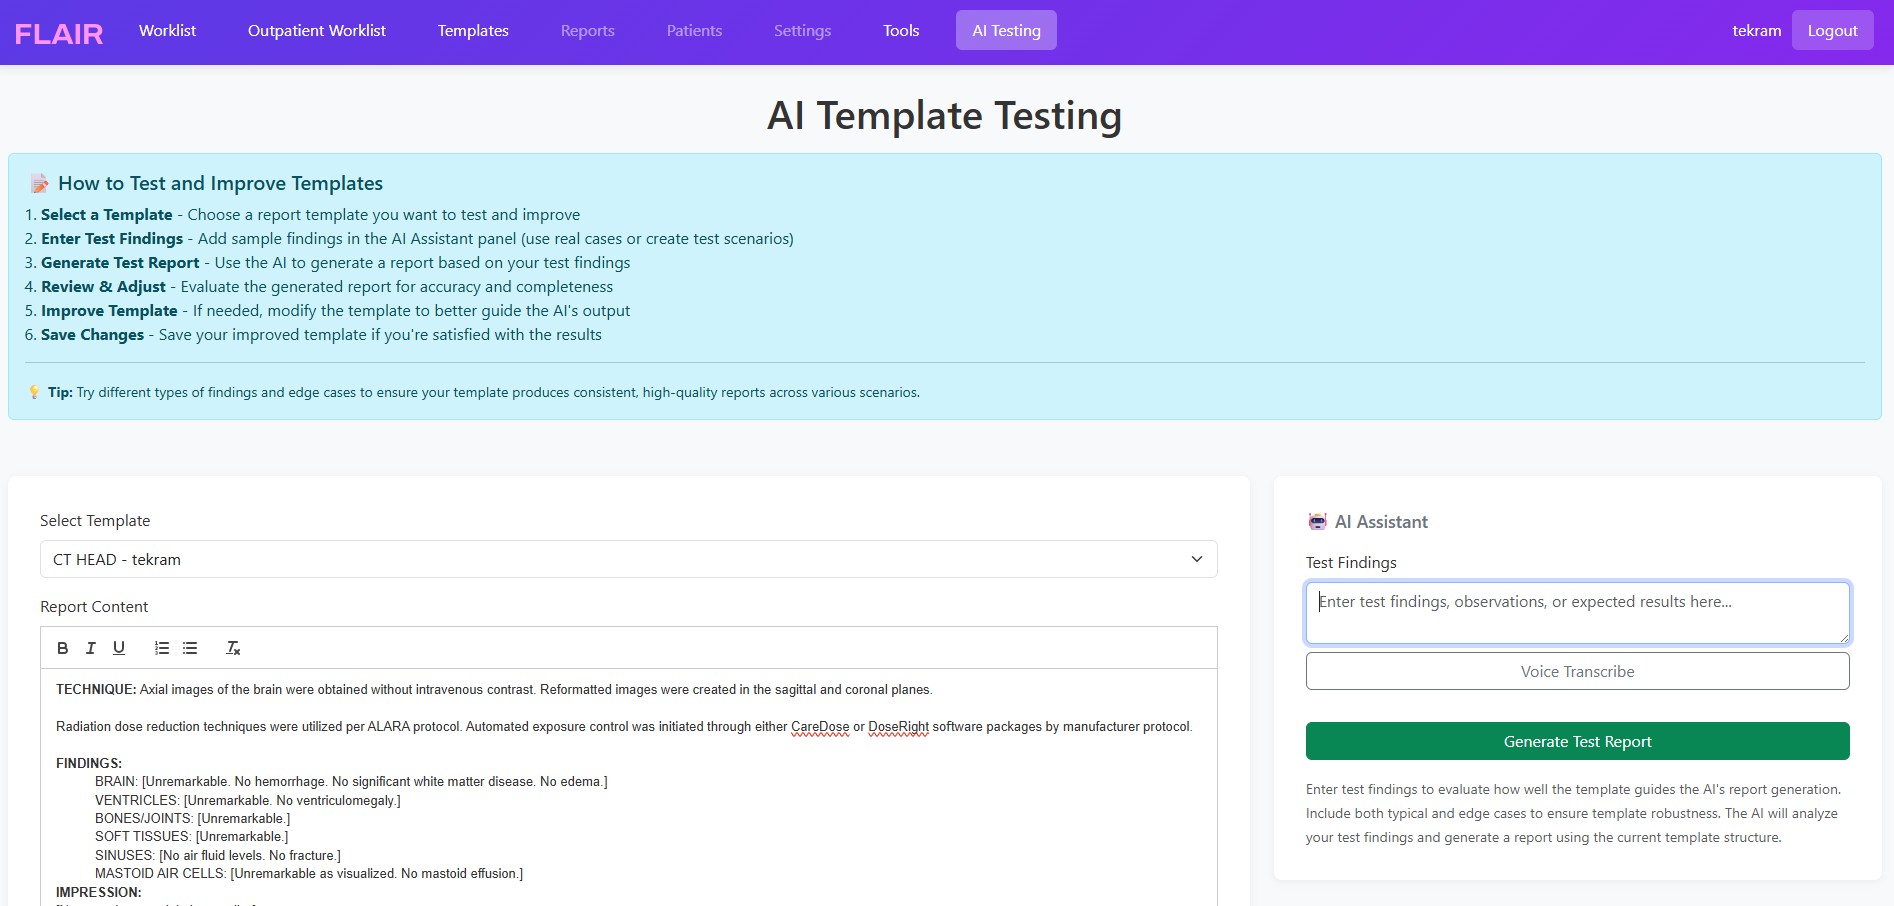 FLAIR
Worklist
Outpatient Worklist
Templates
Reports
Patients
Settings
Tools
AI Testing
tekram
Logout
AI Template Testing
How to Test and Improve Templates
1. Select a Template - Choose a report template you want to test and improve
2. Enter Test Findings - Add sample findings in the AI Assistant panel (use real cases or create test scenarios)
3. Generate Test Report - Use the AI to generate a report based on your test findings
4. Review & Adjust - Evaluate the generated report for accuracy and completeness
5. Improve Template - If needed, modify the template to better guide the AI's output
6. Save Changes - Save your improved template if you're satisfied with the results
Tip: Try different types of findings and edge cases to ensure your template produces consistent, high-quality reports across various scenarios.
Select Template
CT HEAD - tekram
Report Content
TECHNIQUE: Axial images of the brain were obtained without intravenous contrast. Reformatted images were created in the sagittal and coronal planes.
Radiation dose reduction techniques were utilized per ALARA protocol. Automated exposure control was initiated through either CareDose or DoseRight software packages by manufacturer protocol.
FINDINGS:
BRAIN: [Unremarkable. No hemorrhage. No significant white matter disease. No edema.]
VENTRICLES: [Unremarkable. No ventriculomegaly.]
BONES/JOINTS: [Unremarkable.]
SOFT TISSUES: [Unremarkable.]
SINUSES: [No air fluid levels. No fracture.]
MASTOID AIR CELLS: [Unremarkable as visualized. No mastoid effusion.]
IMPRESSION:
AI Assistant
Test Findings
Enter test findings, observations, or expected results here...
Voice Transcribe
Generate Test Report
Enter test findings to evaluate how well the template guides the AI's report generation.
Include both typical and edge cases to ensure template robustness. The AI will analyze
your test findings and generate a report using the current template structure.